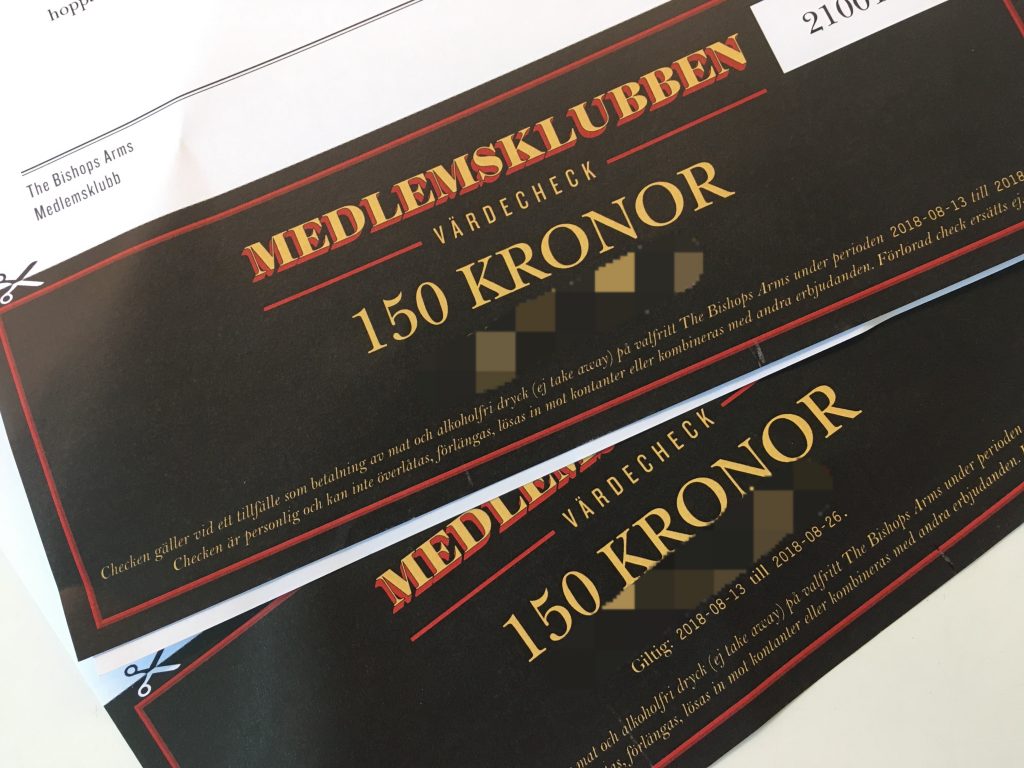 The Bishops Arms
Medlemsklubb
MEDLEMSKLUBBEN
VÄRDECHECK
150 KRONOR
Checken gäller vid ett tillfälle som betalning av mat och alkoholfri dryck (ej take away) på valfritt The Bishops Arms under perioden 2018-08-13 till 2018
Checken är personlig och kan inte överlåtas, förlängas, lösas in mot kontanter eller kombineras med andra erbjudanden. Förlorad check ersätts ej.
VÄRDECHECK
150 KRONOR
Giltig: 2018-08-13 till 2018-08-26.
mat och alkoholfri dryck (ej take away) på valfritt The Bishops Arms under perioden
förlängas, lösas in mot kontanter eller kombineras med andra erbjudanden.